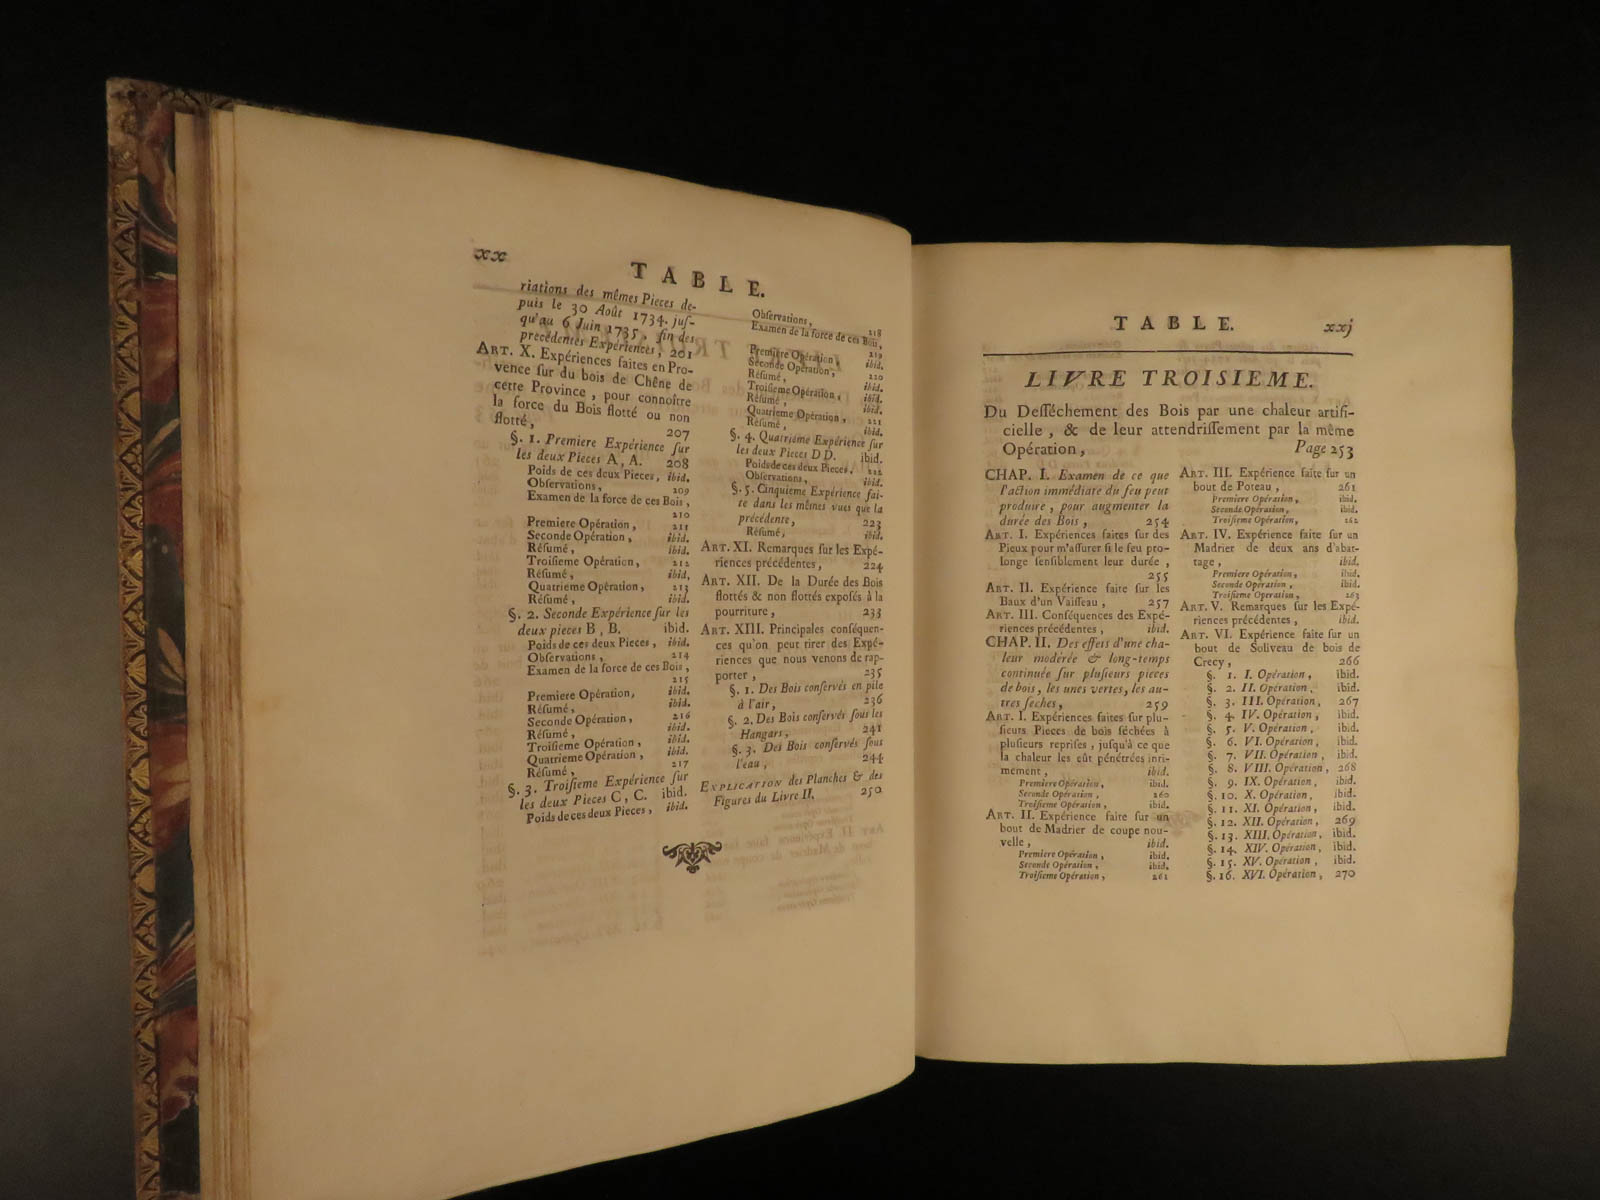 xx
TABLE.
riations des mêmes Pieces de-
puis le 30 Août 1734. jus-
qu'au 6 Juin 1735, fin des
précédentes Expériences, 201
ART. X. Expériences faites en Pro-
vence sur du bois de Chêne de
cette Province, pour connoître
la force du Bois flotté ou non
flotté, 207
§. 1. Premiere Expérience sur
les deux Pieces A, A. 208
Poids de ces deux Pieces, ibid.
Observations, 209
Examen de la force de ces Bois,
210
Premiere Opération, 211
Seconde Opération, ibid.
Résumé, ibid.
Troisieme Opération, 212
Résumé, ibid.
Quatrieme Opération, 213
Résumé, ibid.
§. 2. Seconde Expérience sur les
deux pieces B, B. ibid.
Poids de ces deux Pieces, ibid.
Observations, 214
Examen de la force de ces Bois,
215
Premiere Opération, ibid.
Résumé, ibid.
Seconde Opération, 216
Résumé, ibid.
Troisieme Opération, ibid.
Quatrieme Opération, ibid.
Résumé, 217
§. 3. Troisieme Expérience sur
les deux Pieces C, C. ibid.
Poids de ces deux Pieces, ibid.
Observations, 218
Examen de la force de ces Bois,
219
Premiere Opération, ibid.
Seconde Opération, 220
Résumé, ibid.
Troisieme Opération, ibid.
Résumé, 221
Quatrieme Opération, ibid.
Résumé, ibid.
§. 4. Quatrieme Expérience sur
les deux Pieces D D. ibid.
Poids de ces deux Pieces, 222
Observations, ibid.
§. 5. Cinquieme Expérience fai-
te dans les mêmes vues que la
précédente, 223
Résumé, ibid.
ART. XI. Remarques sur les Expé-
riences précédentes, 224
ART. XII. De la Durée des Bois
flottés & non flottés exposés à la
pourriture, 233
ART. XIII. Principales conséquen-
ces qu'on peut tirer des Expé-
riences que nous venons de rap-
porter, 235
§. 1. Des Bois conservés en pile
à l'air, 236
§. 2. Des Bois conservés sous les
Hangars, 241
§. 3. Des Bois conservés sous
l'eau, 244
EXPLICATION des Planches & des
Figures du Livre II. 250
TABLE. xxj
LIVRE TROISIEME.
Du Desséchement des Bois par une chaleur artifi-
cielle, & de leur attendrissement par la même
Opération, Page 253
CHAP. I. Examen de ce que
l'action immédiate du feu peut
produire, pour augmenter la
durée des Bois, 254
ART. I. Expériences faites sur des
Pieux pour m'assurer si le feu pro-
longe sensiblement leur durée,
255
ART. II. Expérience faite sur les
Baux d'un Vaisseau, 257
ART. III. Conséquences des Expé-
riences précédentes, ibid.
CHAP. II. Des effets d'une cha-
leur modérée & long-temps
continuée sur plusieurs pieces
de bois, les unes vertes, les au-
tres seches, 259
ART. I. Expériences faites sur plu-
sieurs Pieces de bois séchées à
plusieurs reprises, jusqu'à ce que
la chaleur les eût pénétrées inti-
mement, ibid.
Premiere Opération, ibid.
Seconde Opération, 260
Troisieme Opération, ibid.
ART. II. Expérience faite sur un
bout de Madrier de coupe nou-
velle, ibid.
Premiere Opération, ibid.
Seconde Opération, ibid.
Troisieme Opération, 261
ART. III. Expérience faite sur un
bout de Poteau, 261
Premiere Opération, ibid.
Seconde Opération, ibid.
Troisieme Opération, 262
ART. IV. Expérience faite sur un
Madrier de deux ans d'abat-
tage, ibid.
Premiere Opération, ibid.
Seconde Opération, ibid.
Troisieme Opération, 263
ART. V. Remarques sur les Expé-
riences précédentes, ibid.
ART. VI. Expérience faite sur un
bout de Soliveau de bois de
Crecy, 266
§. 1. I. Opération, ibid.
§. 2. II. Opération, ibid.
§. 3. III. Opération, 267
§. 4. IV. Opération, ibid.
§. 5. V. Opération, ibid.
§. 6. VI. Opération, ibid.
§. 7. VII. Opération, ibid.
§. 8. VIII. Opération, 268
§. 9. IX. Opération, ibid.
§. 10. X. Opération, ibid.
§. 11. XI. Opération, ibid.
§. 12. XII. Opération, 269
§. 13. XIII. Opération, ibid.
§. 14. XIV. Opération, ibid.
§. 15. XV. Opération, ibid.
§. 16. XVI. Opération, 270